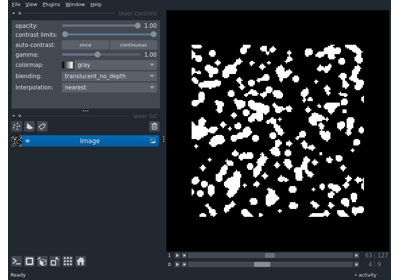 File View Plugins Window Help
layer controls
opacity: 1.00
contrast limits:
auto-contrast: once continuous
gamma: 1.00
colormap: gray
blending: translucent_no_depth
interpolation: nearest
layer list
Image
1 63 / 127
0 4 / 9
Ready activity